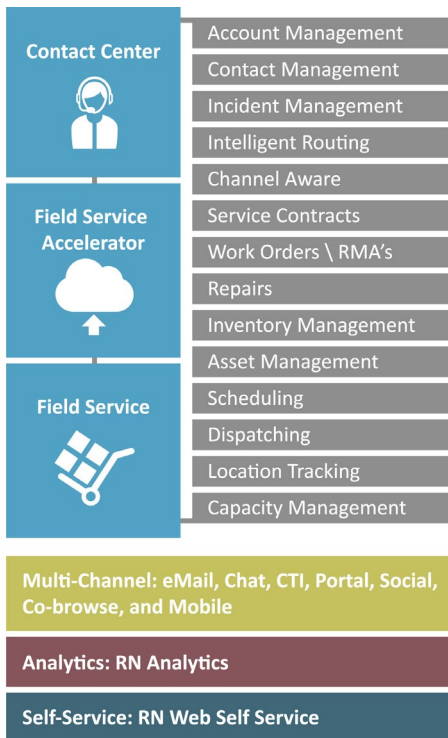 Contact Center
Field Service
Accelerator
Field Service
Account Management
Contact Management
Incident Management
Intelligent Routing
Channel Aware
Service Contracts
Work Orders \ RMA's
Repairs
Inventory Management
Asset Management
Scheduling
Dispatching
Location Tracking
Capacity Management
Multi-Channel: eMail, Chat, CTI, Portal, Social,
Co-browse, and Mobile
Analytics: RN Analytics
Self-Service: RN Web Self Service